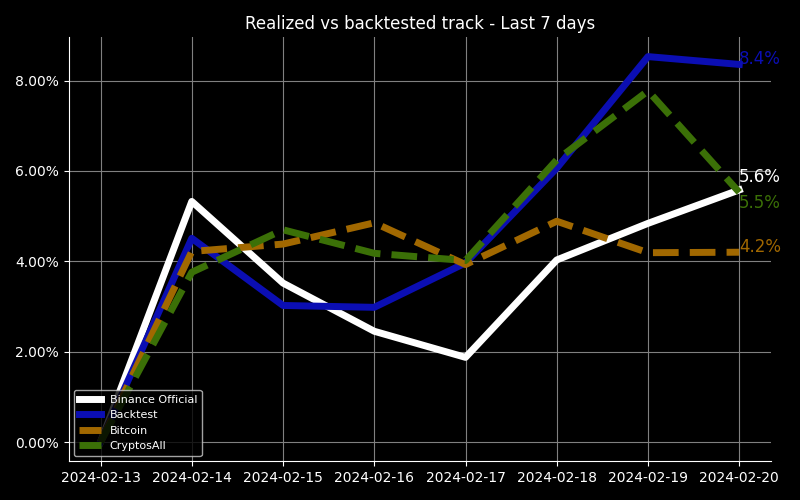 Realized vs backtested track - Last 7 days
8.00%
6.00%
4.00%
2.00%
0.00%
8.4%
5.6%
5.5%
4.2%
Binance Official
Backtest
Bitcoin
CryptosAll
2024-02-13 2024-02-14 2024-02-15 2024-02-16 2024-02-17 2024-02-18 2024-02-19 2024-02-20